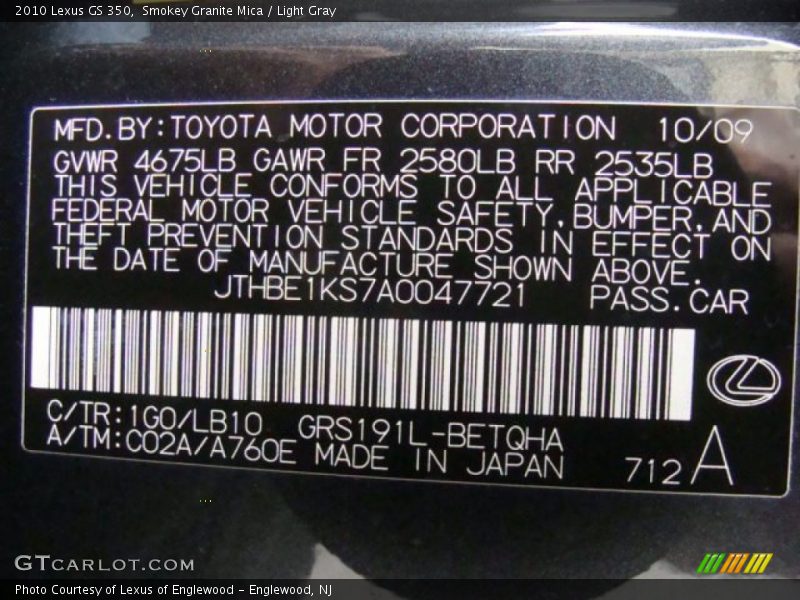 2010 Lexus GS 350, Smokey Granite Mica / Light Gray
MFD.BY:TOYOTA MOTOR CORPORATION 10/09
GVWR 4675LB GAWR FR 2580LB RR 2535LB
THIS VEHICLE CONFORMS TO ALL APPLICABLE
FEDERAL MOTOR VEHICLE SAFETY,BUMPER,AND
THEFT PREVENTION STANDARDS IN EFFECT ON
THE DATE OF MANUFACTURE SHOWN ABOVE.
JTHBE1KS7A0047721 PASS.CAR
C/TR:1G0/LB10 GRS191L-BETQHA
A/TM:C02A/A760E MADE IN JAPAN 712 A
GTCARLOT.COM
Photo Courtesy of Lexus of Englewood - Englewood, NJ